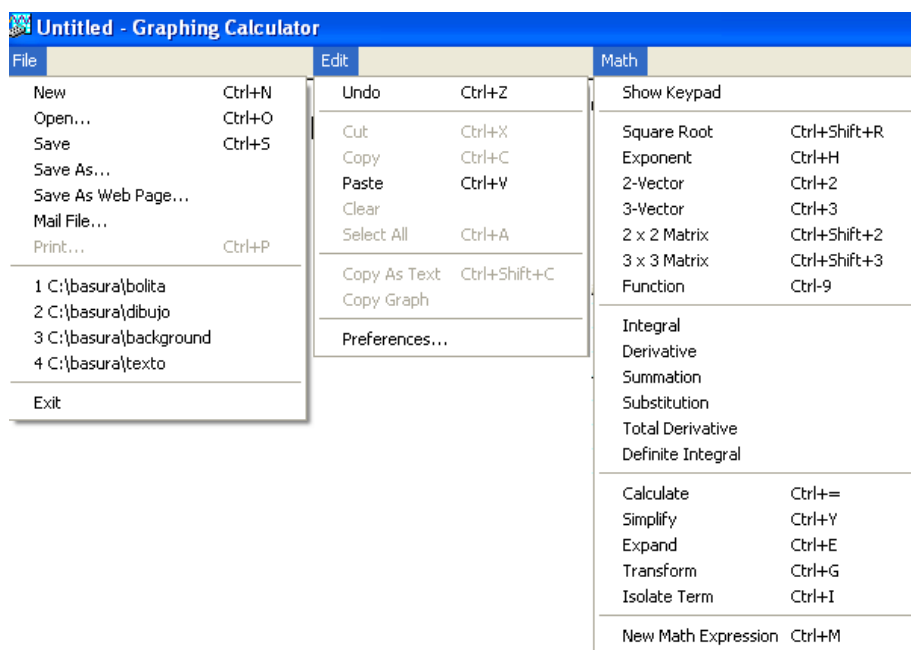 Untitled - Graphing Calculator
File
New Ctrl+N
Open... Ctrl+O
Save Ctrl+S
Save As...
Save As Web Page...
Mail File...
Print... Ctrl+P
1 C:\basura\bolita
2 C:\basura\dibujo
3 C:\basura\background
4 C:\basura\texto
Exit
Edit
Undo Ctrl+Z
Cut Ctrl+X
Copy Ctrl+C
Paste Ctrl+V
Clear
Select All Ctrl+A
Copy As Text Ctrl+Shift+C
Copy Graph
Preferences...
Math
Show Keypad
Square Root Ctrl+Shift+R
Exponent Ctrl+H
2-Vector Ctrl+2
3-Vector Ctrl+3
2 x 2 Matrix Ctrl+Shift+2
3 x 3 Matrix Ctrl+Shift+3
Function Ctrl-9
Integral
Derivative
Summation
Substitution
Total Derivative
Definite Integral
Calculate Ctrl+=
Simplify Ctrl+Y
Expand Ctrl+E
Transform Ctrl+G
Isolate Term Ctrl+I
New Math Expression Ctrl+M